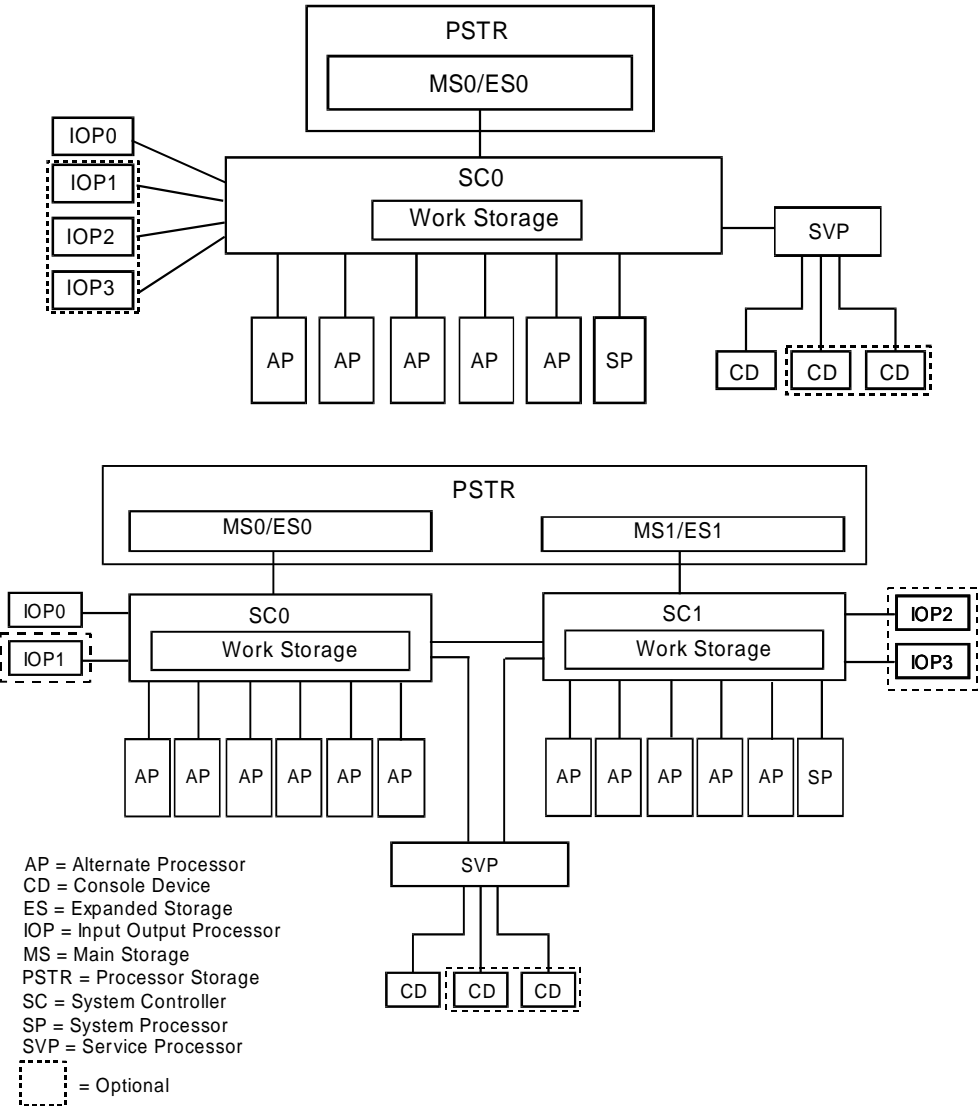 PSTR
MS0/ES0
IOP0
IOP1
IOP2
IOP3
SC0
Work Storage
SVP
AP AP AP AP AP SP
CD CD CD
PSTR
MS0/ES0 MS1/ES1
IOP0
IOP1
SC0
Work Storage
SC1
Work Storage
IOP2
IOP3
AP AP AP AP AP AP AP AP AP AP AP SP
SVP
CD CD CD
AP = Alternate Processor
CD = Console Device
ES = Expanded Storage
IOP = Input Output Processor
MS = Main Storage
PSTR = Processor Storage
SC = System Controller
SP = System Processor
SVP = Service Processor
= Optional